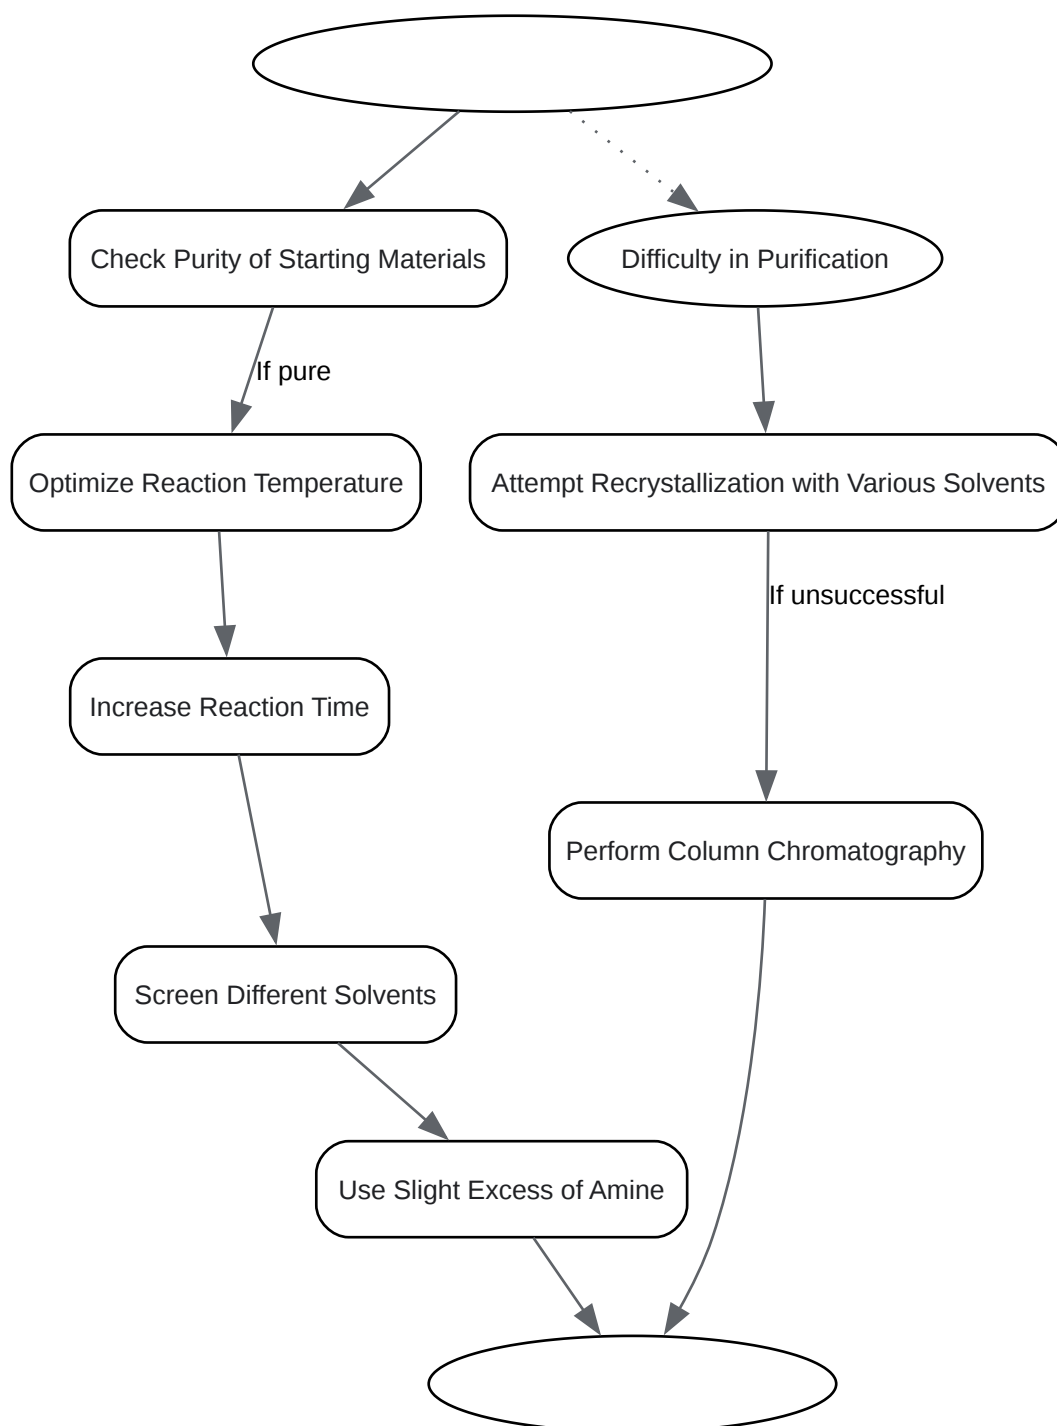 Check Purity of Starting Materials
Difficulty in Purification
If pure
Optimize Reaction Temperature
Attempt Recrystallization with Various Solvents
If unsuccessful
Increase Reaction Time
Perform Column Chromatography
Screen Different Solvents
Use Slight Excess of Amine